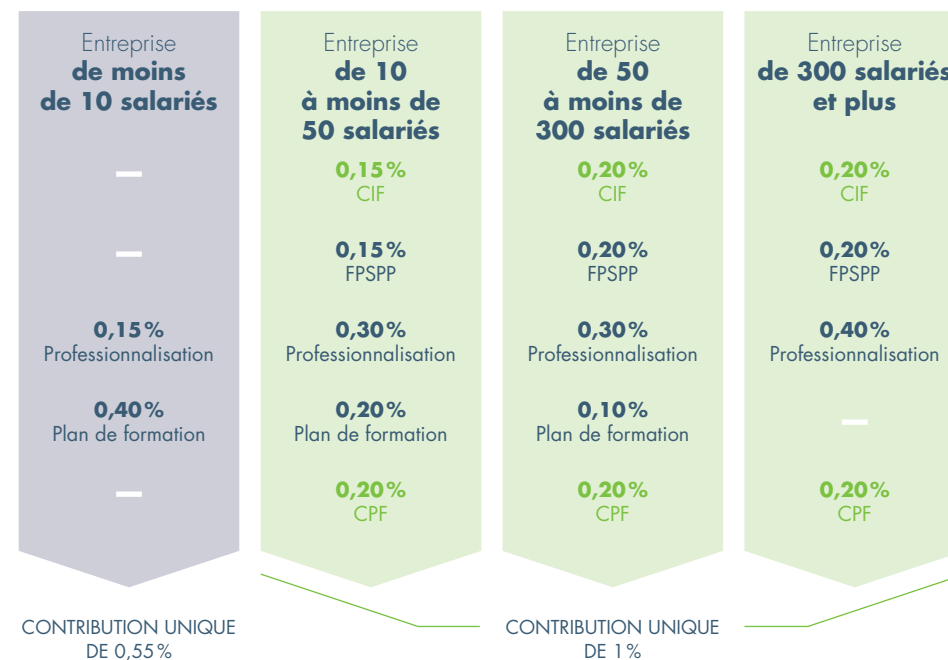 Entreprise
de moins
de 10 salariés
—
—
0,15 %
Professionnalisation
0,40 %
Plan de formation
—
CONTRIBUTION UNIQUE
DE 0,55 %
Entreprise
de 10
à moins de
50 salariés
0,15 %
CIF
0,15 %
FPSPP
0,30 %
Professionnalisation
0,20 %
Plan de formation
0,20 %
CPF
Entreprise
de 50
à moins de
300 salariés
0,20 %
CIF
0,20 %
FPSPP
0,30 %
Professionnalisation
0,10 %
Plan de formation
0,20 %
CPF
Entreprise
de 300 salariés
et plus
0,20 %
CIF
0,20 %
FPSPP
0,40 %
Professionnalisation
—
0,20 %
CPF
CONTRIBUTION UNIQUE
DE 1 %